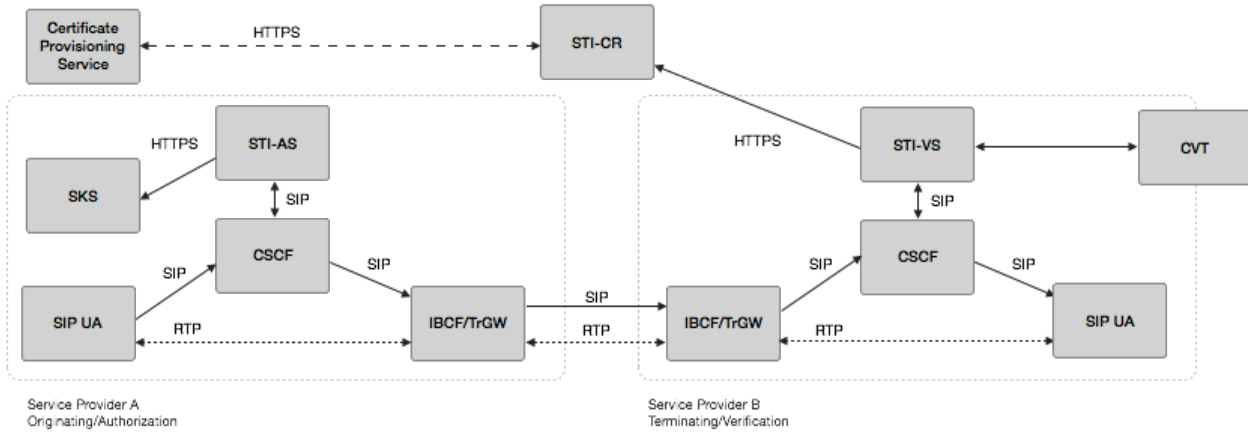 Certificate
Provisioning
Service
HTTPS
STI-CR
HTTPS
STI-AS
SKS
SIP
CSCF
SIP
SIP
SIP UA
RTP
IBCF/TrGW
SIP
RTP
HTTPS
STI-VS
CVT
SIP
CSCF
SIP
SIP
IBCF/TrGW
RTP
SIP UA
Service Provider A
Originating/Authorization
Service Provider B
Terminating/Verification